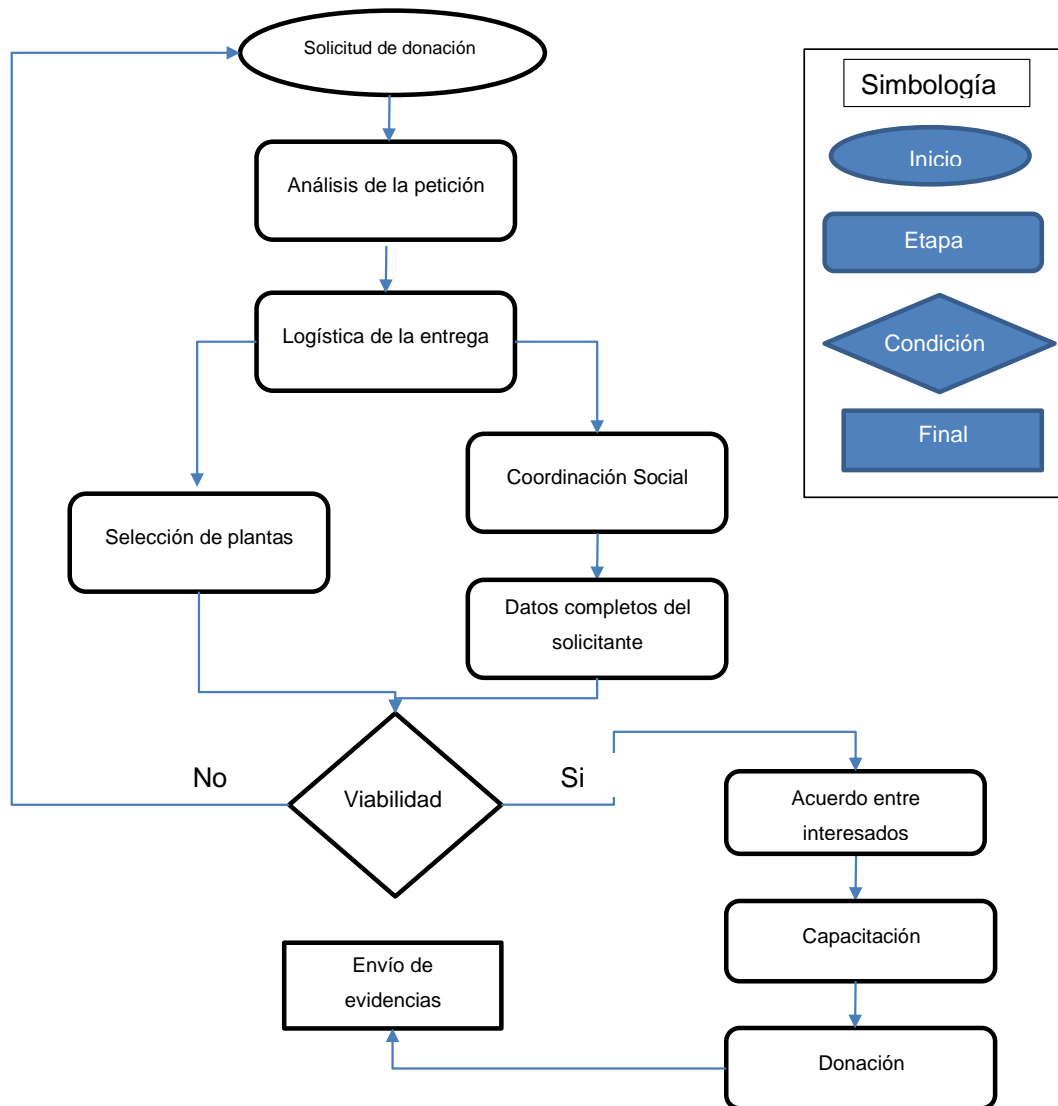 Solicitud de donación
Análisis de la petición
Logística de la entrega
Selección de plantas
Coordinación Social
Datos completos del
solicitante
Viabilidad
No
Si
Acuerdo entre
interesados
Capacitación
Donación
Envío de
evidencias
Simbología
Inicio
Etapa
Condición
Final